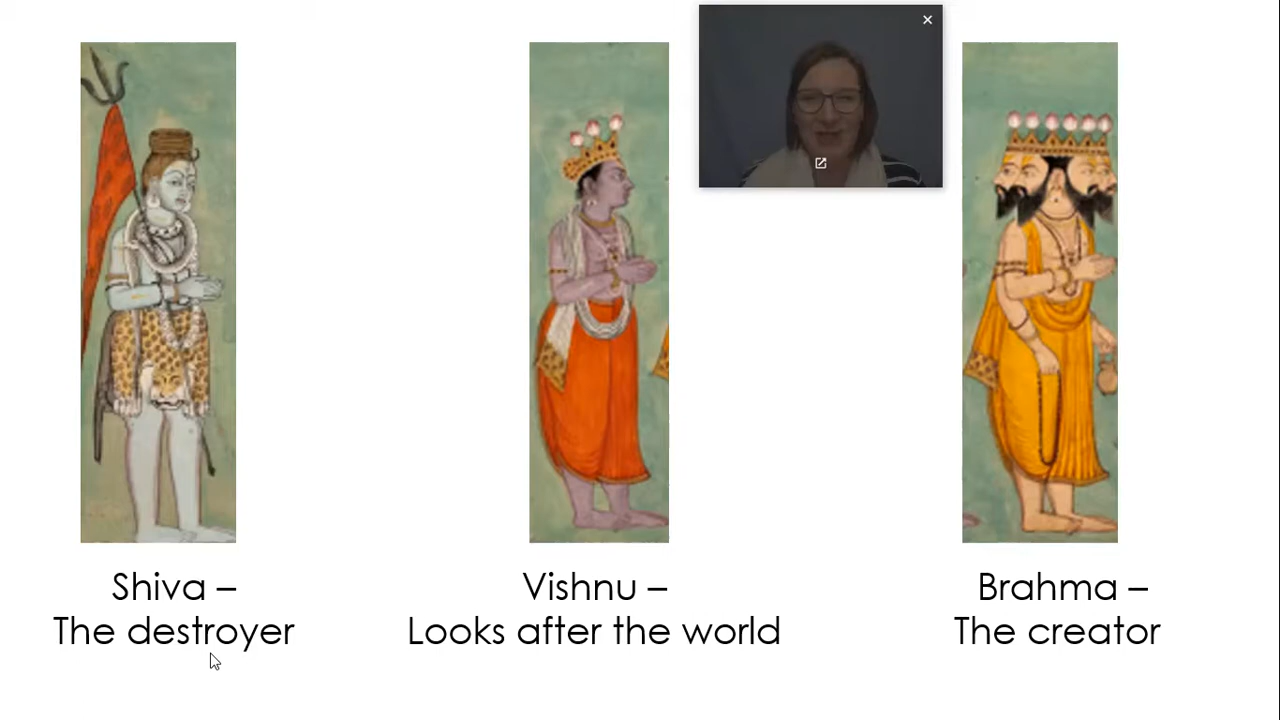 Shiva –
The destroyer
Vishnu –
Looks after the world
Brahma –
The creator